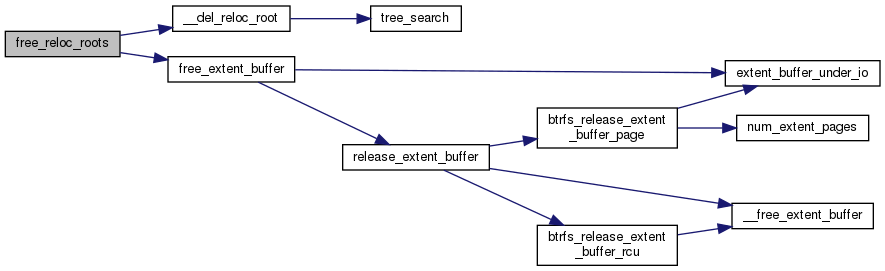 free_reloc_roots
__del_reloc_root
tree_search
free_extent_buffer
extent_buffer_under_io
btrfs_release_extent
_buffer_page
num_extent_pages
release_extent_buffer
__free_extent_buffer
btrfs_release_extent
_buffer_rcu